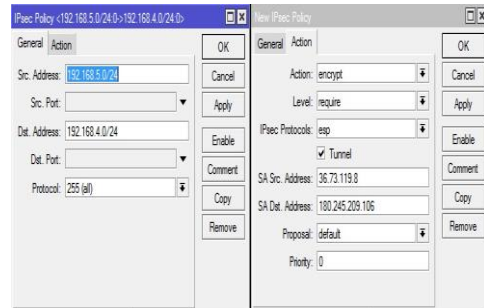 IPsec Policy <192.168.5.0/24:0->192.168.4.0/24:0>
General Action
Src. Address: 192.168.5.0/24
Src. Port:
Dst. Address: 192.168.4.0/24
Dst. Port:
Protocol: 255 (all)
OK
Cancel
Apply
Enable
Comment
Copy
Remove
New IPsec Policy
General Action
Action: encrypt
Level: require
IPsec Protocols: esp
Tunnel
SA Src. Address: 36.73.119.8
SA Dst. Address: 180.245.209.106
Proposal: default
Priority: 0
OK
Cancel
Apply
Enable
Comment
Copy
Remove